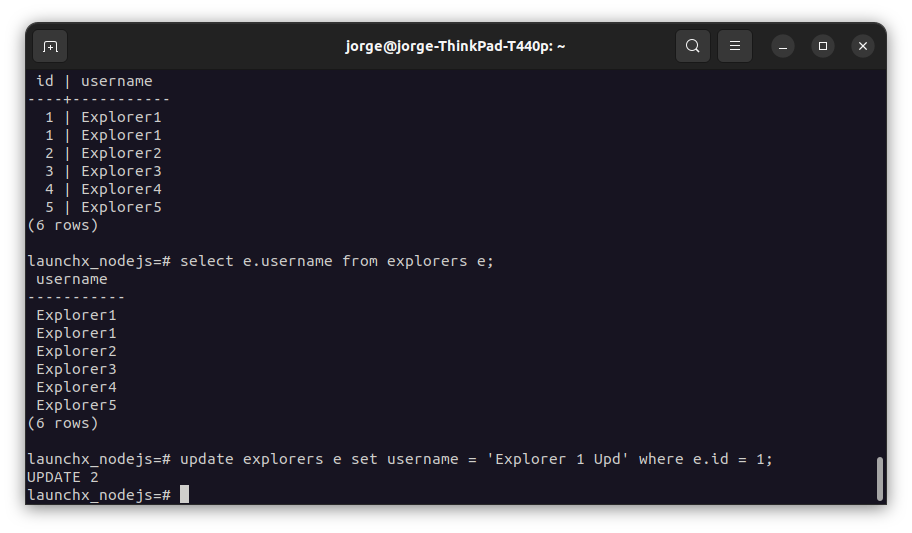 jorge@jorge-ThinkPad-T440p: ~
 id | username
----+-----------
  1 | Explorer1
  1 | Explorer1
  2 | Explorer2
  3 | Explorer3
  4 | Explorer4
  5 | Explorer5
(6 rows)
launchx_nodejs=# select e.username from explorers e;
 username
-----------
 Explorer1
 Explorer1
 Explorer2
 Explorer3
 Explorer4
 Explorer5
(6 rows)
launchx_nodejs=# update explorers e set username = 'Explorer 1 Upd' where e.id = 1;
UPDATE 2
launchx_nodejs=#